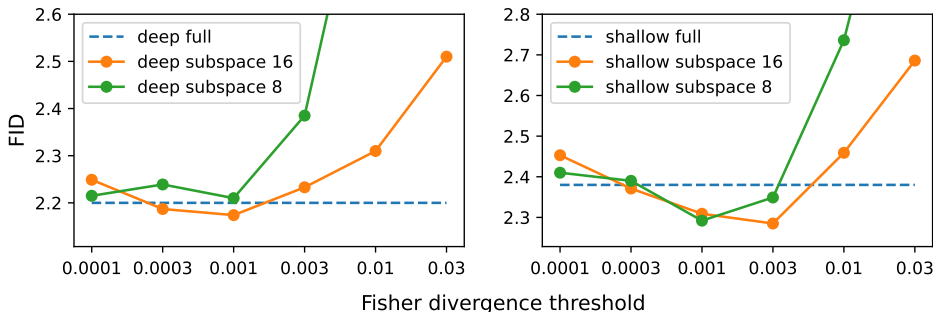 2.6
2.5
2.4
2.3
2.2
FID
deep full
deep subspace 16
deep subspace 8
0.0001 0.0003 0.001 0.003 0.01 0.03
2.8
2.7
2.6
2.5
2.4
2.3
shallow full
shallow subspace 16
shallow subspace 8
0.0001 0.0003 0.001 0.003 0.01 0.03
Fisher divergence threshold